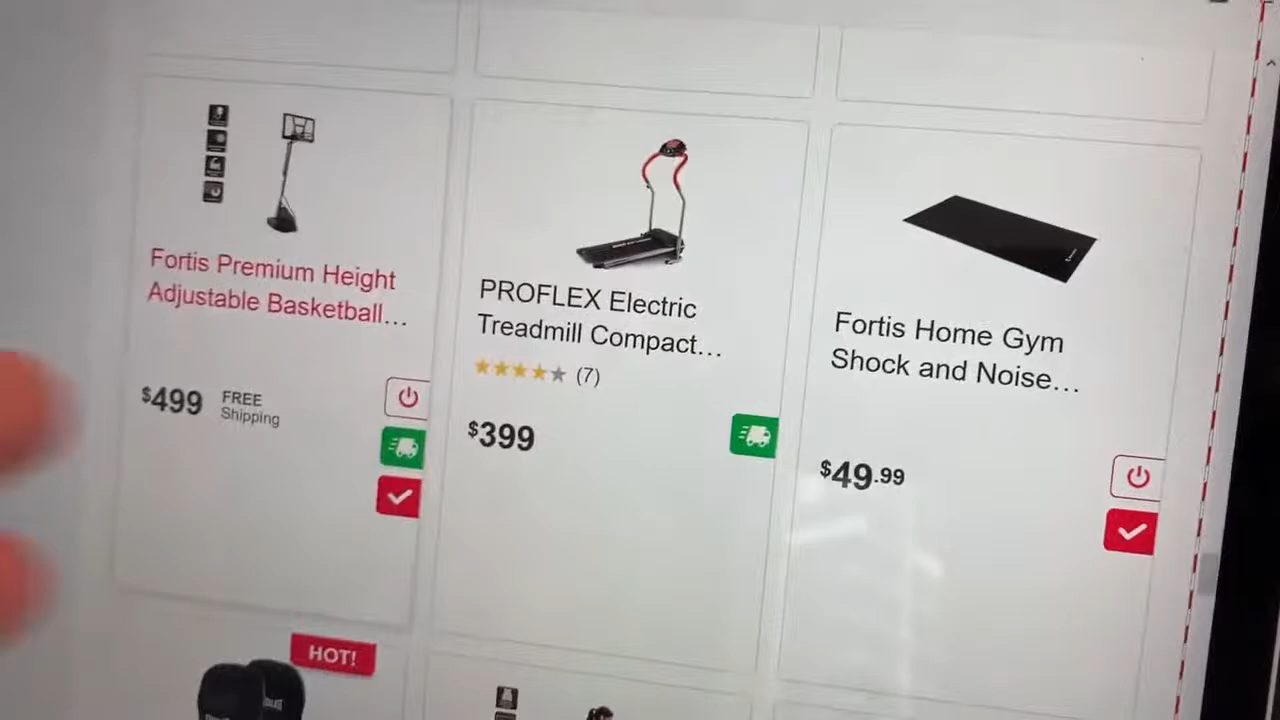 Fortis Premium Height
Adjustable Basketball...
$499
FREE
Shipping
PROFLEX Electric
Treadmill Compact...
(7)
$399
Fortis Home Gym
Shock and Noise...
$49.99
HOT!